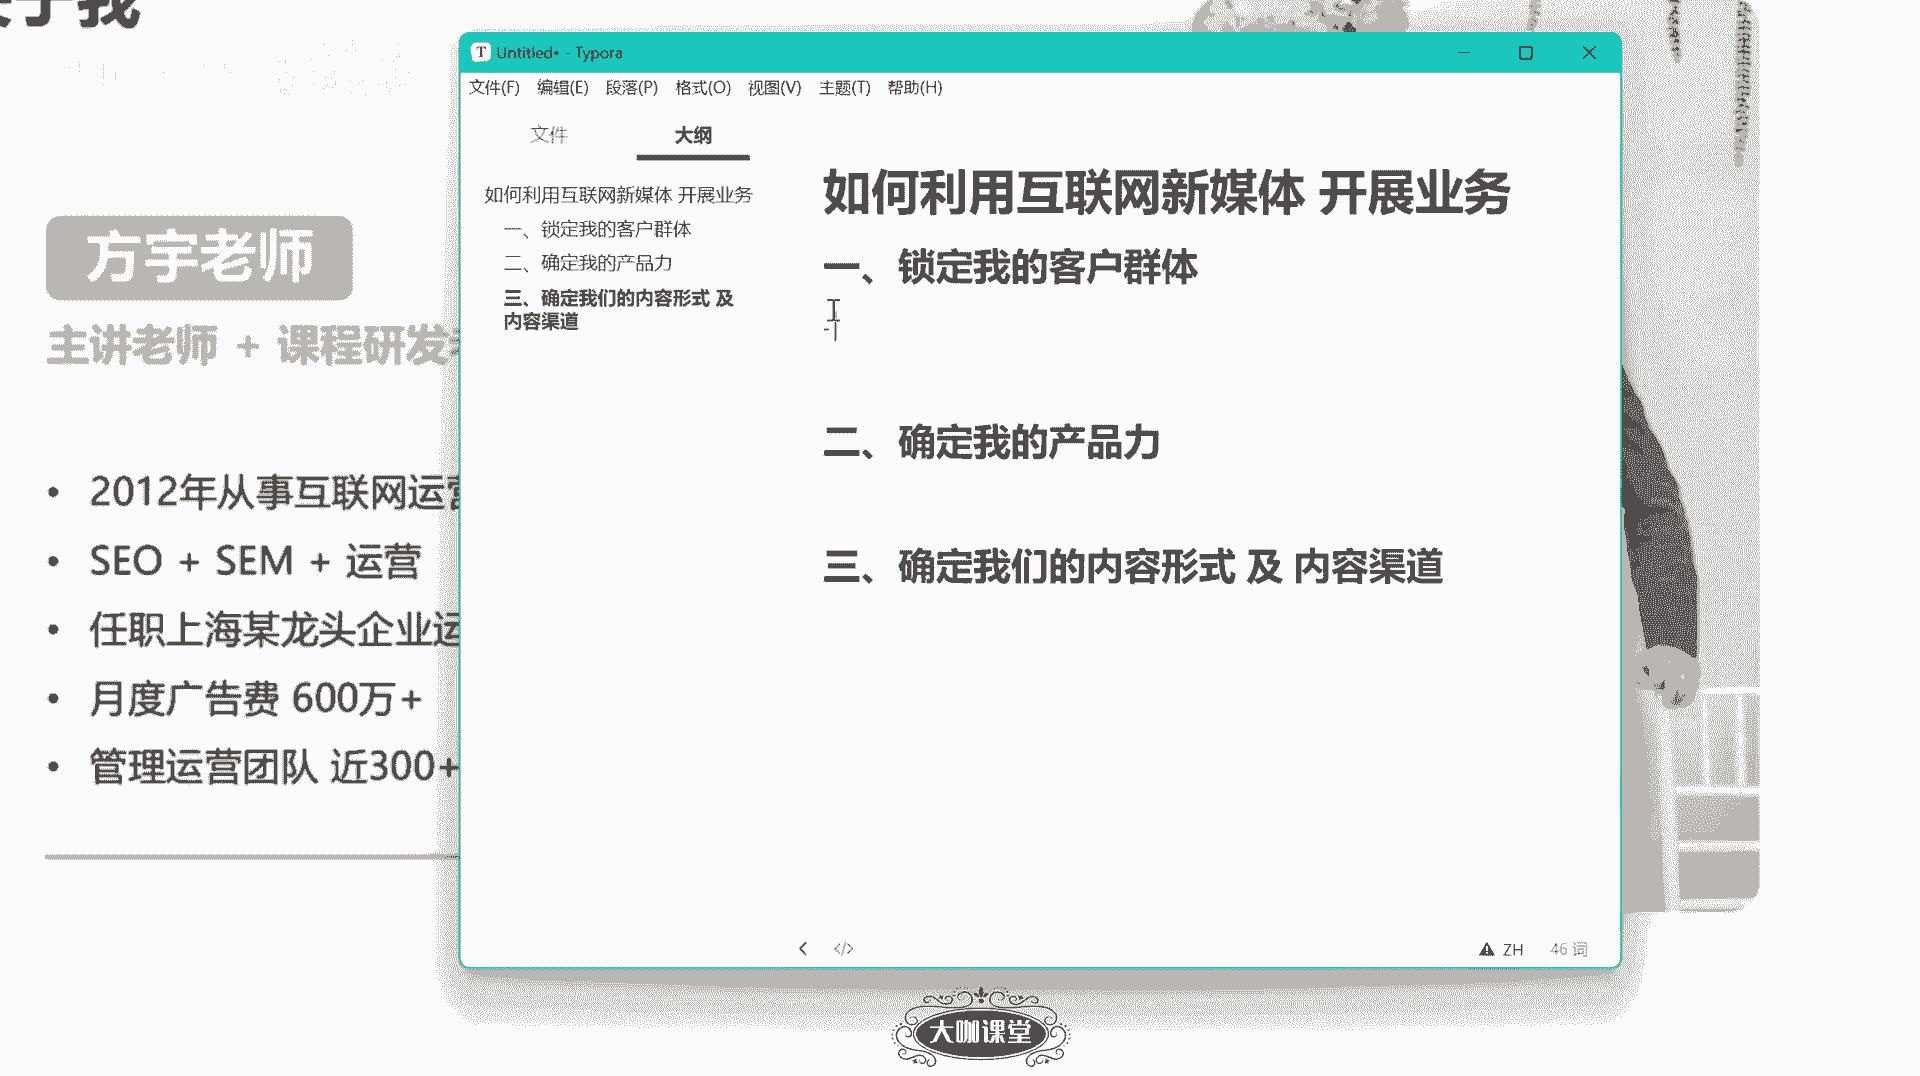 于我
方宇老师
主讲老师 + 课程研发
2012年从事互联网运营
SEO + SEM + 运营
任职上海某龙头企业运
月度广告费 600万+
管理运营团队 近300+
Untitled• - Typora
文件(F) 编辑(E) 段落(P) 格式(O) 视图(V) 主题(T) 帮助(H)
文件 大纲
如何利用互联网新媒体 开展业务
一、锁定我的客户群体
二、确定我的产品力
三、确定我们的内容形式 及
内容渠道
如何利用互联网新媒体 开展业务
一、锁定我的客户群体
-
二、确定我的产品力
三、确定我们的内容形式 及 内容渠道
</> ZH 46 词
大咖课堂